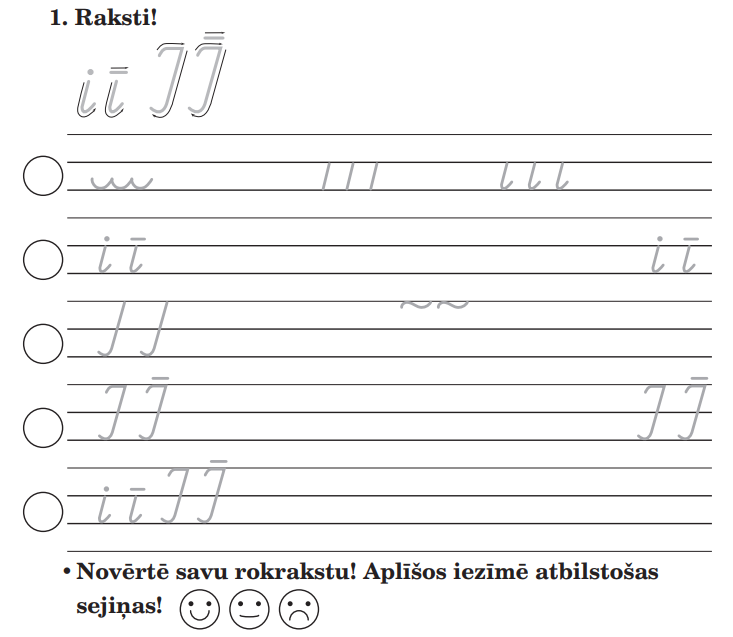 1. Raksti!
i ī I Ī
i ī i ī
I Ī I Ī
i ī I Ī
• Novērtē savu rokrakstu! Aplīšos iezīmē atbilstošas
sejiņas!